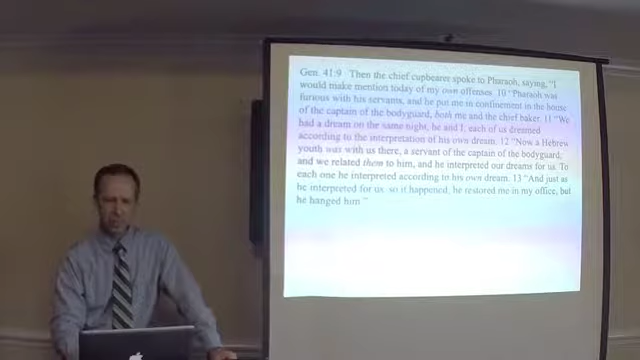 Gen. 41:9 Then the chief cupbearer spoke to Pharaoh, saying, "I
would make mention today of my own offenses. 10 "Pharaoh was
furious with his servants, and he put me in confinement in the house
of the captain of the bodyguard, both me and the chief baker. 11 "We
had a dream on the same night, he and I; each of us dreamed
according to the interpretation of his own dream. 12 "Now a Hebrew
youth was with us there, a servant of the captain of the bodyguard,
and we related them to him, and he interpreted our dreams for us. To
each one he interpreted according to his own dream. 13 "And just as
he interpreted for us, so it happened; he restored me in my office, but
he hanged him."